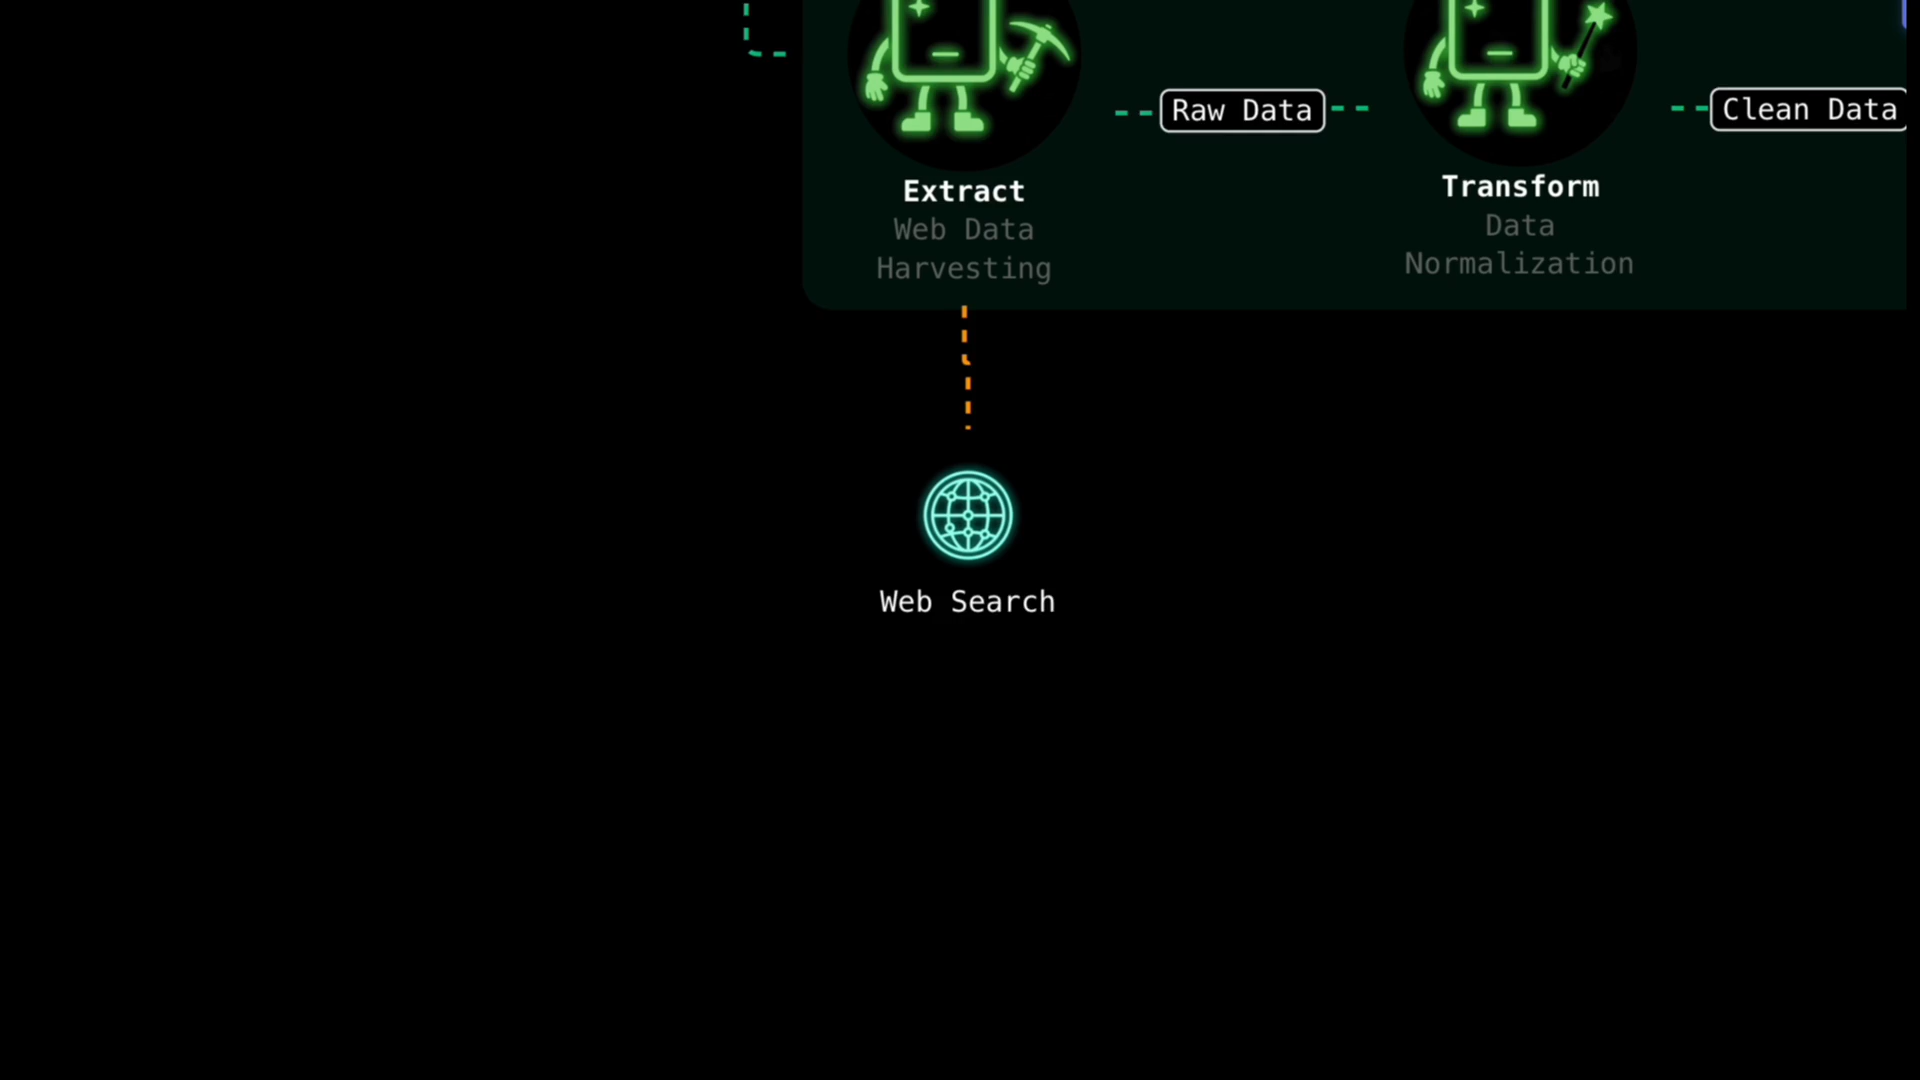 Raw Data
Clean Data
Extract
Web Data
Harvesting
Transform
Data
Normalization
Web Search